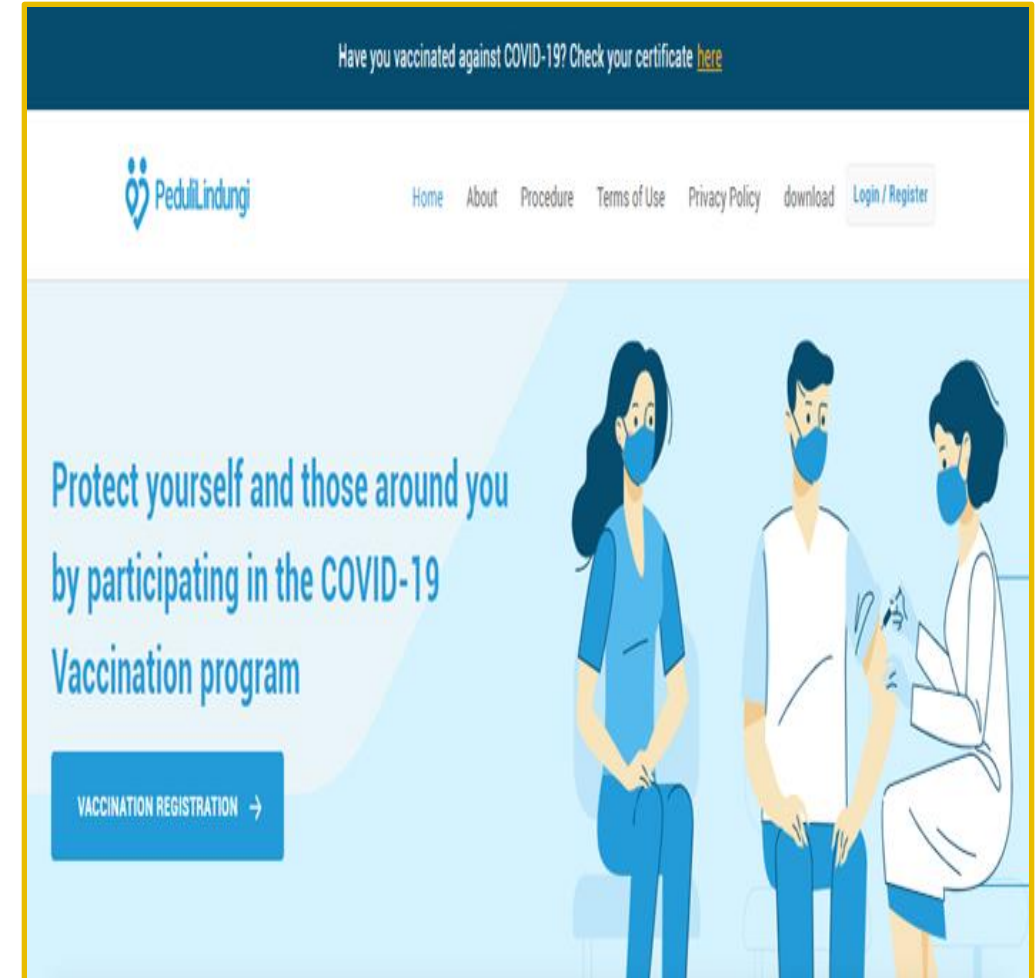 Have you vaccinated against COVID-19? Check your certificate here
PeduliLindungi
Home About Procedure Terms of Use Privacy Policy download Login / Register
Protect yourself and those around you
by participating in the COVID-19
Vaccination program
VACCINATION REGISTRATION →